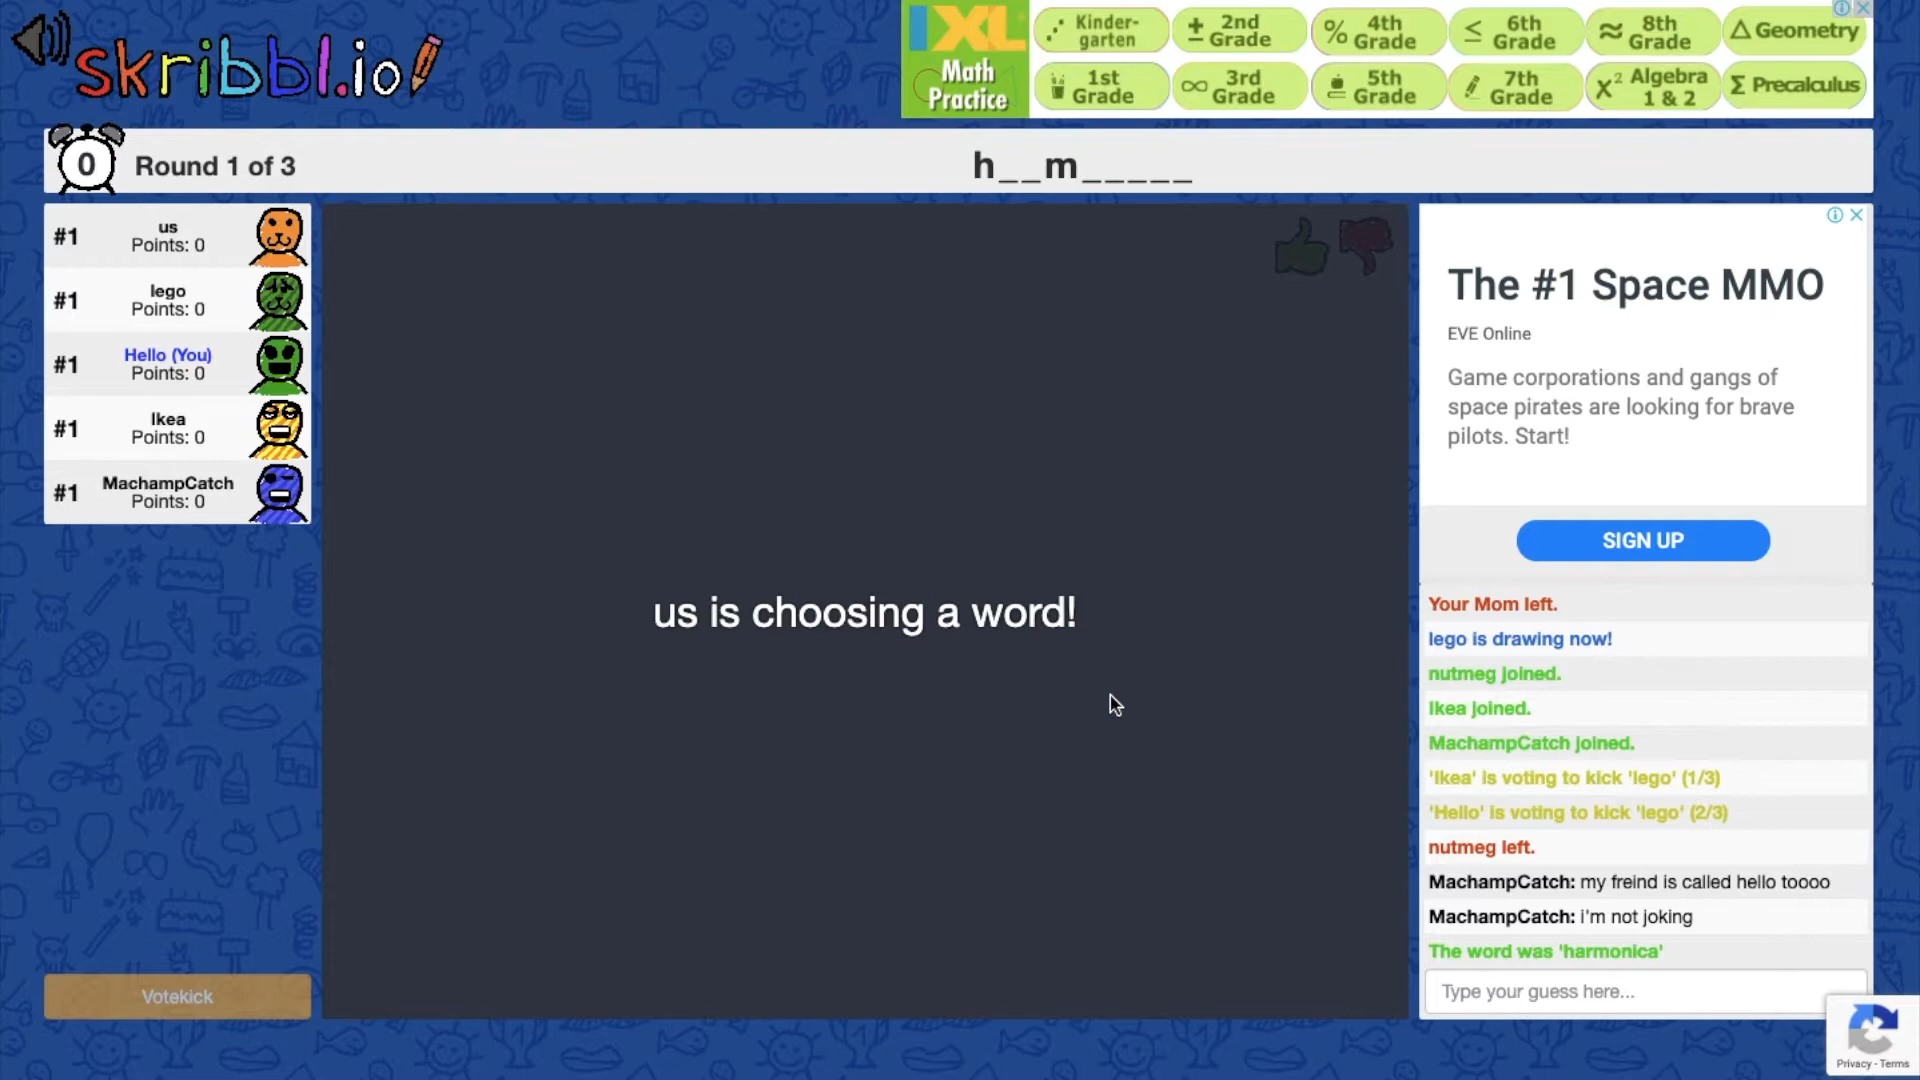 skribbl.io
IXL
Math
Practice
Kinder-
garten
2nd
Grade
4th
Grade
6th
Grade
8th
Grade
Geometry
1st
Grade
3rd
Grade
5th
Grade
7th
Grade
Algebra
1 & 2
Precalculus
0
Round 1 of 3
h__m_____
#1
us
Points: 0
#1
lego
Points: 0
#1
Hello (You)
Points: 0
#1
Ikea
Points: 0
#1
MachampCatch
Points: 0
us is choosing a word!
Votekick
The #1 Space MMO
EVE Online
Game corporations and gangs of
space pirates are looking for brave
pilots. Start!
SIGN UP
Your Mom left.
lego is drawing now!
nutmeg joined.
Ikea joined.
MachampCatch joined.
'Ikea' is voting to kick 'lego' (1/3)
'Hello' is voting to kick 'lego' (2/3)
nutmeg left.
MachampCatch: my freind is called hello toooo
MachampCatch: i'm not joking
The word was 'harmonica'
Type your guess here...
Privacy - Terms